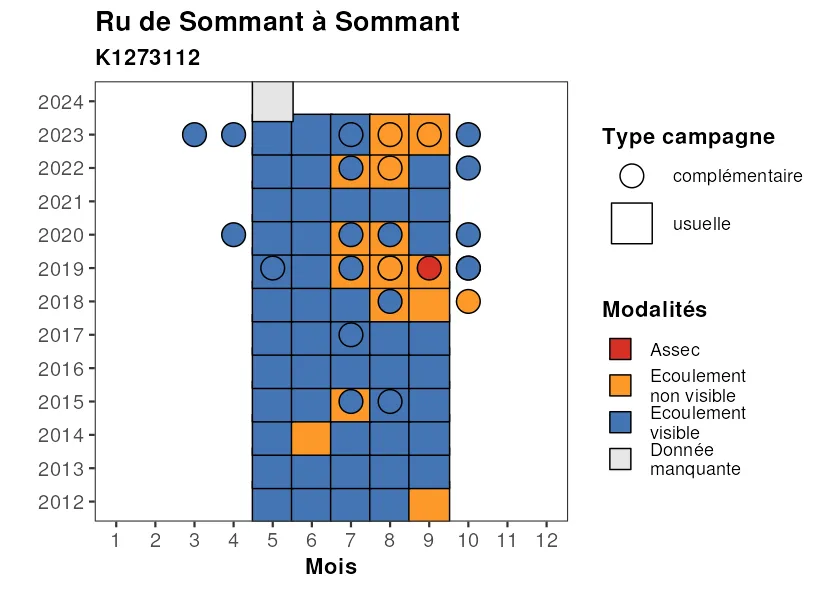 Ru de Sommant à Sommant
K1273112
2024
2023
2022
2021
2020
2019
2018
2017
2016
2015
2014
2013
2012
1 2 3 4 5 6 7 8 9 10 11 12
Mois
Type campagne
complémentaire
usuelle
Modalités
Assec
Ecoulement
non visible
Ecoulement
visible
Donnée
manquante